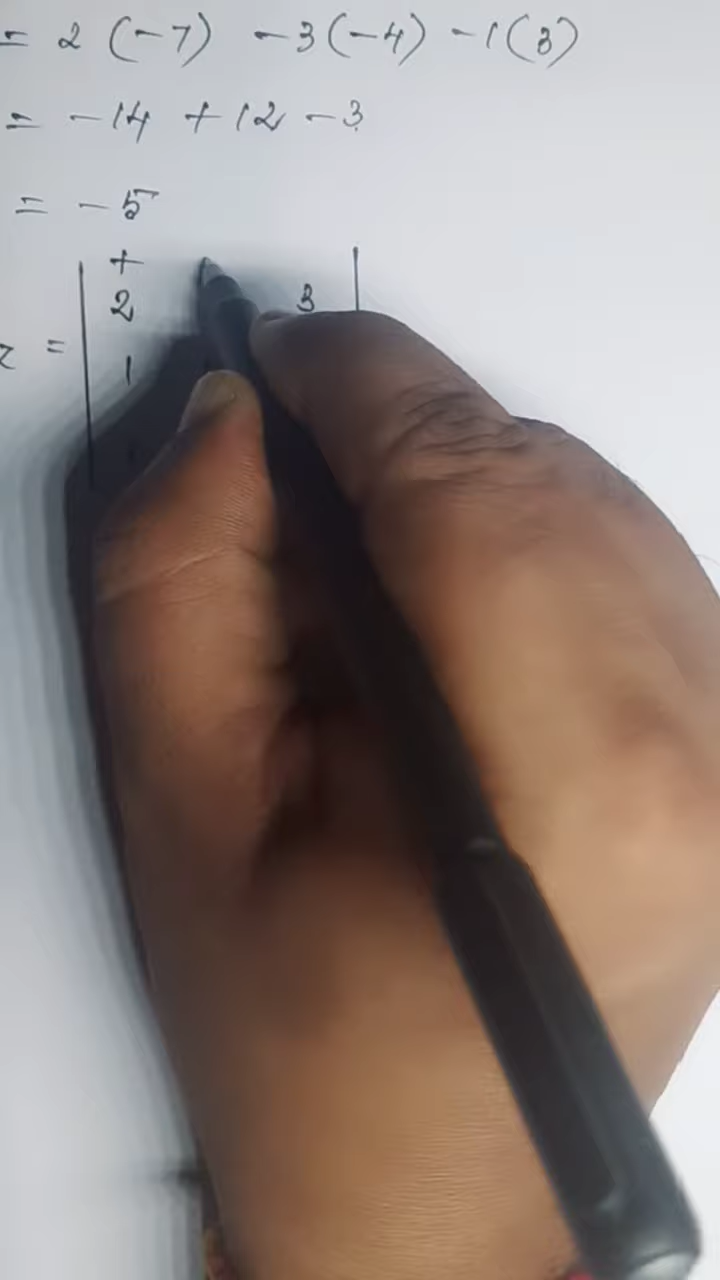 = 2 (-7) -3(-4) -1(3)
= -14 + 12 - 3
= -5
+
2 3
z =
1